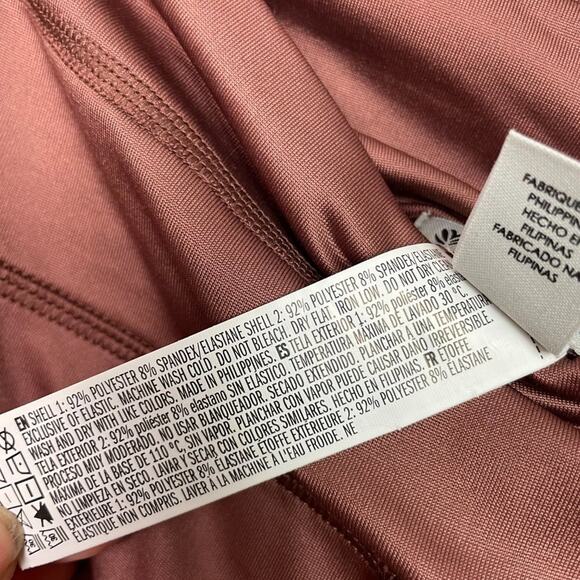 EN SHELL 1: 92% POLYESTER 8% SPANDEX/ELASTANE SHELL 2: 92% POLYESTER 8% SPANDEX/ELASTANE
EXCLUSIVE OF ELASTIC. MACHINE WASH COLD. DO NOT BLEACH. DRY FLAT. IRON LOW. DO NOT DRY CLEAN.
WASH AND DRY WITH LIKE COLORS. MADE IN PHILIPPINES. ES TELA EXTERIOR 1: 92% poliéster 8% elastano
TELA EXTERIOR 2: 92% poliéster 8% elastano SIN ELASTICO. TEMPERATURA MÁXIMA DE LAVADO 30 °C,
PROCESO MUY MODERADO. NO USAR BLANQUEADOR. SECADO EXTENDIDO. PLANCHAR A UNA TEMPERATURA
MÁXIMA DE LA BASE DE 110 °C SIN VAPOR. PLANCHAR CON VAPOR PUEDE CAUSAR DAÑO IRREVERSIBLE.
NO LIMPIEZA EN SECO. LAVAR Y SECAR CON COLORES SIMILARES. HECHO EN FILIPINAS. FR ÉTOFFE
EXTÉRIEURE 1: 92% POLYESTER 8% ELASTANE ÉTOFFE EXTÉRIEURE 2: 92% POLYESTER 8% ELASTANE
ÉLASTIQUE NON COMPRIS. LAVER À LA MACHINE À L'EAU FROIDE. NE
FABRIQUÉ
PHILIPPIN
HECHO E
FILIPINAS
FABRICADO NA
FILIPINAS